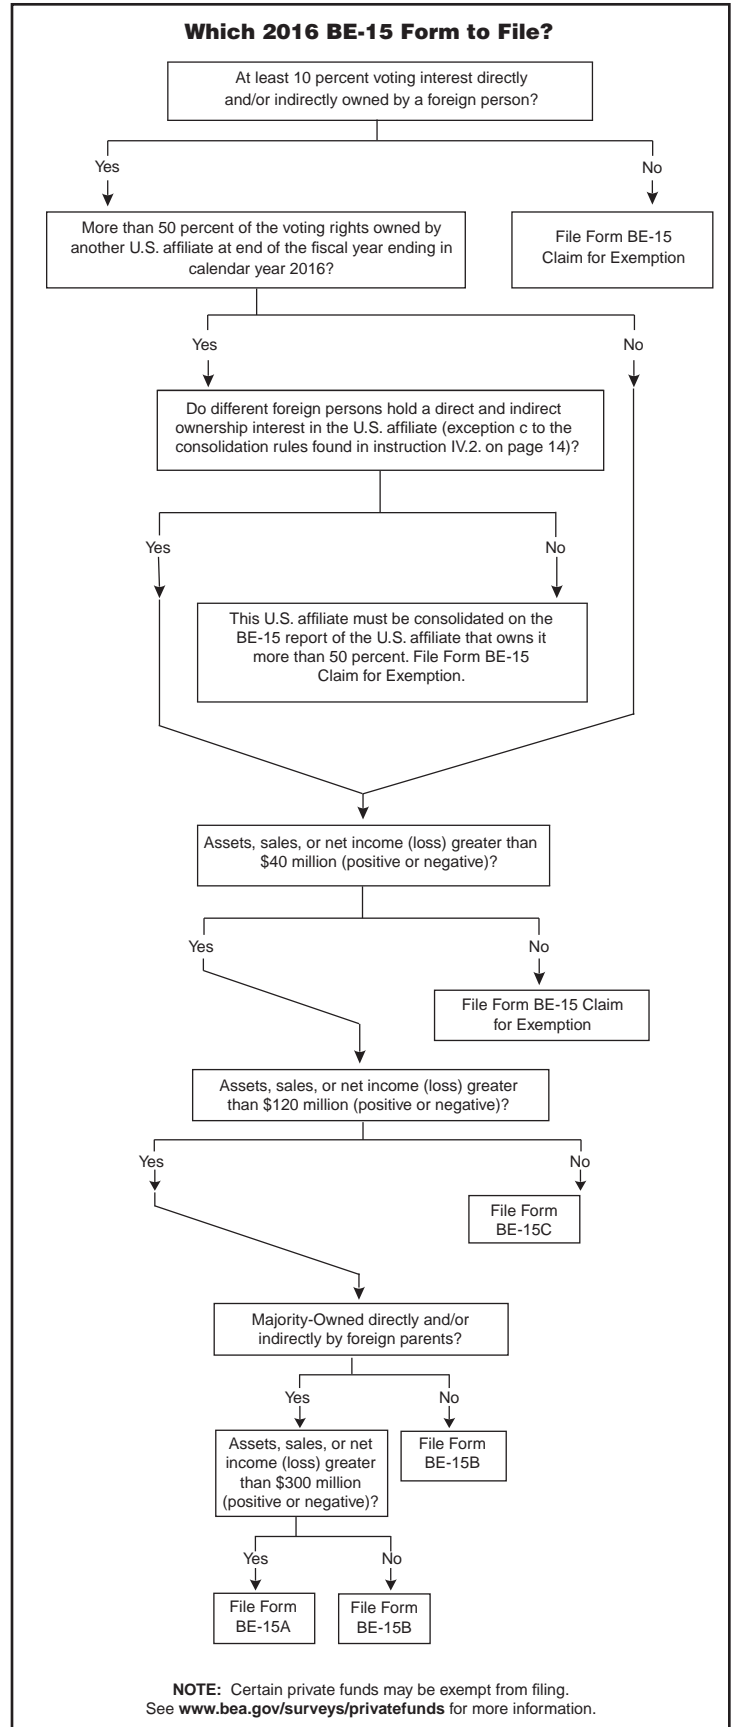 Which 2016 BE-15 Form to File?
At least 10 percent voting interest directly
and/or indirectly owned by a foreign person?
Yes
No
More than 50 percent of the voting rights owned by
another U.S. affiliate at end of the fiscal year ending in
calendar year 2016?
File Form BE-15
Claim for Exemption
Yes
No
Do different foreign persons hold a direct and indirect
ownership interest in the U.S. affiliate (exception c to the
consolidation rules found in instruction IV.2. on page 14)?
Yes
No
This U.S. affiliate must be consolidated on the
BE-15 report of the U.S. affiliate that owns it
more than 50 percent. File Form BE-15
Claim for Exemption.
Assets, sales, or net income (loss) greater than
$40 million (positive or negative)?
Yes
No
File Form BE-15 Claim
for Exemption
Assets, sales, or net income (loss) greater
than $120 million (positive or negative)?
Yes
No
File Form
BE-15C
Majority-Owned directly and/or
indirectly by foreign parents?
Yes
No
Assets, sales, or net
income (loss) greater
than $300 million
(positive or negative)?
File Form
BE-15B
Yes
No
File Form
BE-15A
File Form
BE-15B
NOTE: Certain private funds may be exempt from filing.
See www.bea.gov/surveys/privatefunds for more information.